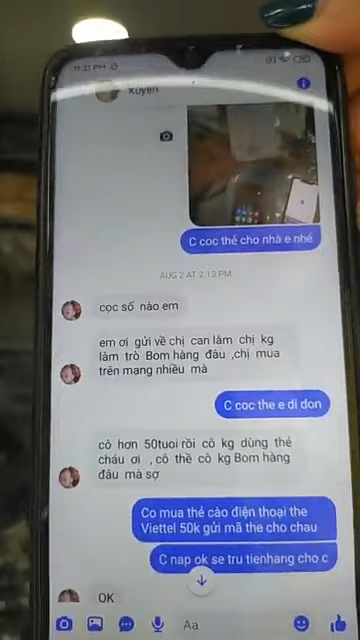 11:31 PM
Xuyen
C coc thẻ cho nhà e nhé
AUG 2 AT 2:13 PM
cọc số nào em
em ơi gửi về chị can lăm chị kg
lăm trò Bom hàng đâu ,chị mua
trên mạng nhiều mà
C coc the e di don
cô hơn 50tuoi rồi cô kg dùng thẻ
cháu ơi , cô thề cô kg Bom hàng
đâu mà sợ
Co mua thẻ cào điện thoại the
Viettel 50k gửi mã the cho chau
C nap ok se tru tienhang cho c
OK
Aa